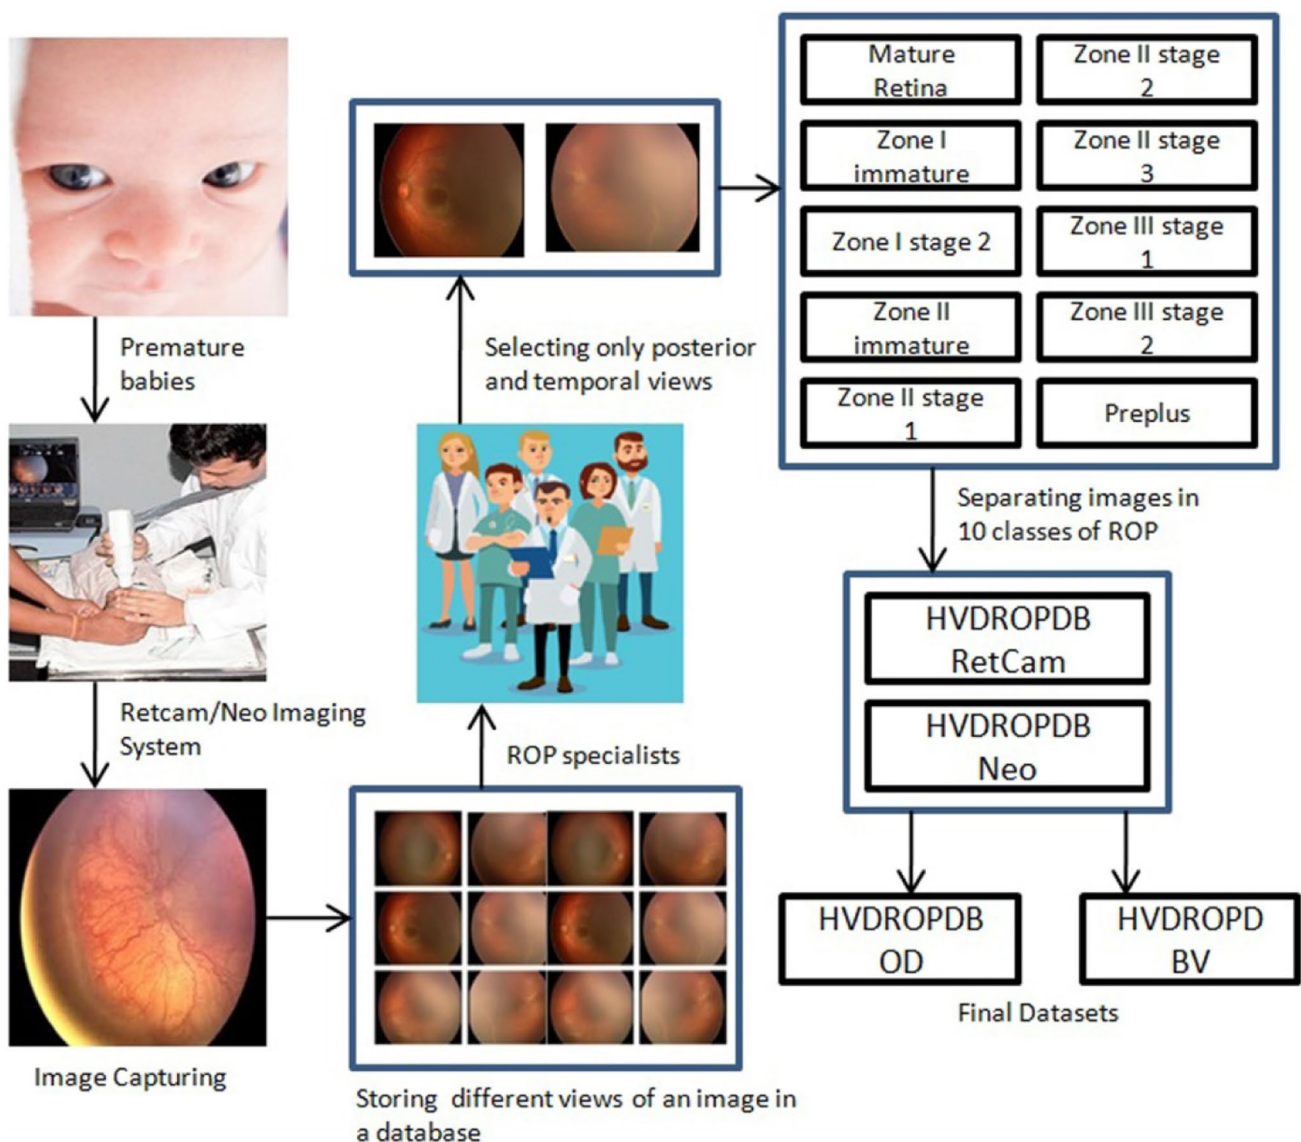 Premature
babies
Retcam/Neo Imaging
System
Image Capturing
Storing different views of an image in
a database
ROP specialists
Selecting only posterior
and temporal views
Mature
Retina
Zone II stage
2
Zone I
immature
Zone II stage
3
Zone I stage 2
Zone III stage
1
Zone II
immature
Zone III stage
2
Zone II stage
1
Preplus
Separating images in
10 classes of ROP
HVDROPDB
RetCam
HVDROPDB
Neo
HVDROPDB
OD
HVDROPD
BV
Final Datasets